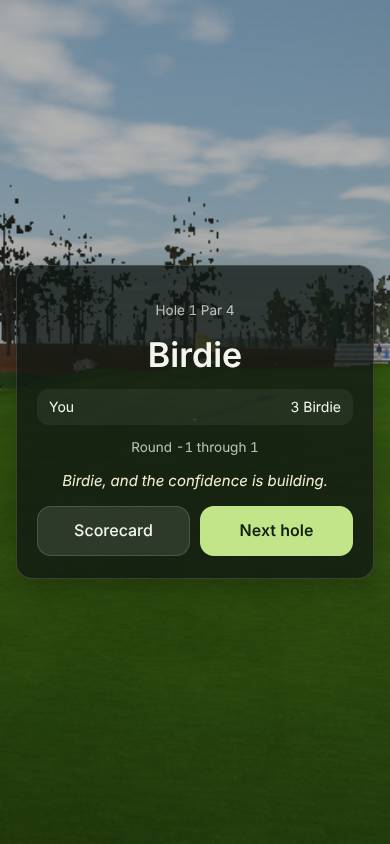 Hole 1 Par 4
Birdie
You 3 Birdie
Round -1 through 1
Birdie, and the confidence is building.
Scorecard Next hole